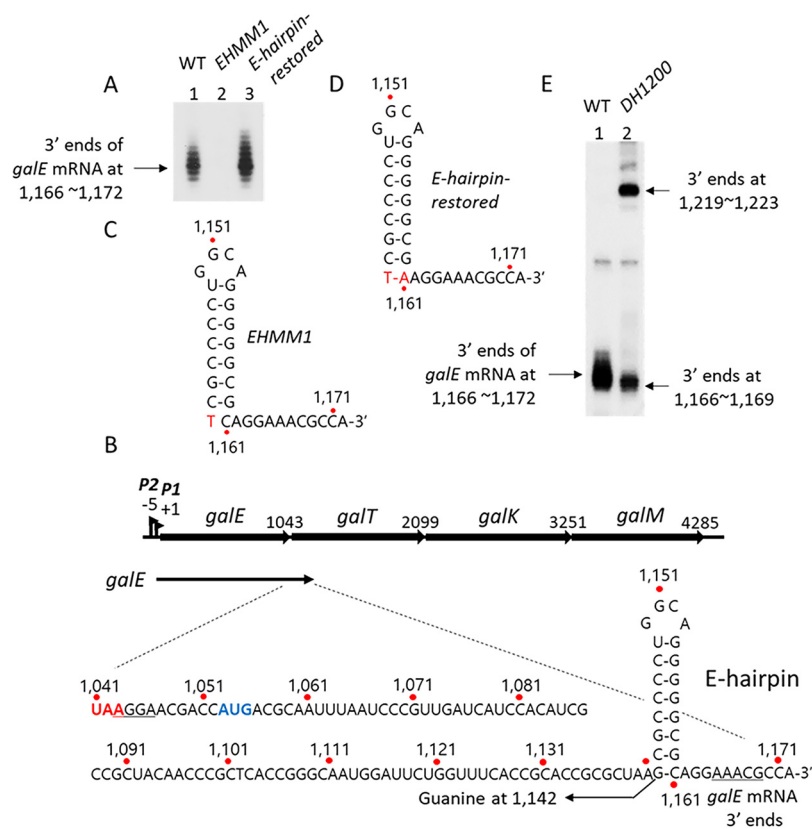 A
WT
EHMM1
E-hairpin-
restored
1 2 3
3’ ends of
galE mRNA at
1,166 ~1,172
D
1,151
G C
G A
U-G
C-G
C-G
C-G
C-G
G-C
C-G
T-AAGGAAACGCCA-3’
1,161
1,171
E-hairpin-
restored
E
WT
DH1200
1 2
3’ ends at
1,219~1,223
3’ ends of
galE mRNA at
1,166 ~1,172
3’ ends at
1,166~1,169
C
1,151
G C
G A
U-G
C-G
C-G
C-G
C-G
G-C
C-G
T CAGGAAACGCCA-3’
1,161
1,171
EHMM1
B
P2 P1
-5 +1
galE 1043 galT 2099 galK 3251 galM 4285
galE
1,151
G C
G A
U-G
C-G
C-G
C-G
C-G
G-C
C-G
E-hairpin
1,041 1,051 1,061 1,071 1,081
UAAGGAACGACCAUGACGCAAUUUAAUCCCGUUGAUCAUCCACAUCG
1,091 1,101 1,111 1,121 1,131 1,171
CCGCUACAACCCGCUCACCGGGCAAUGGAUUCUGGUUUCACCGCACCGCGCUAAG-CAGGAAACGCCA-3’
Guanine at 1,142
1,161
galE mRNA
3’ ends